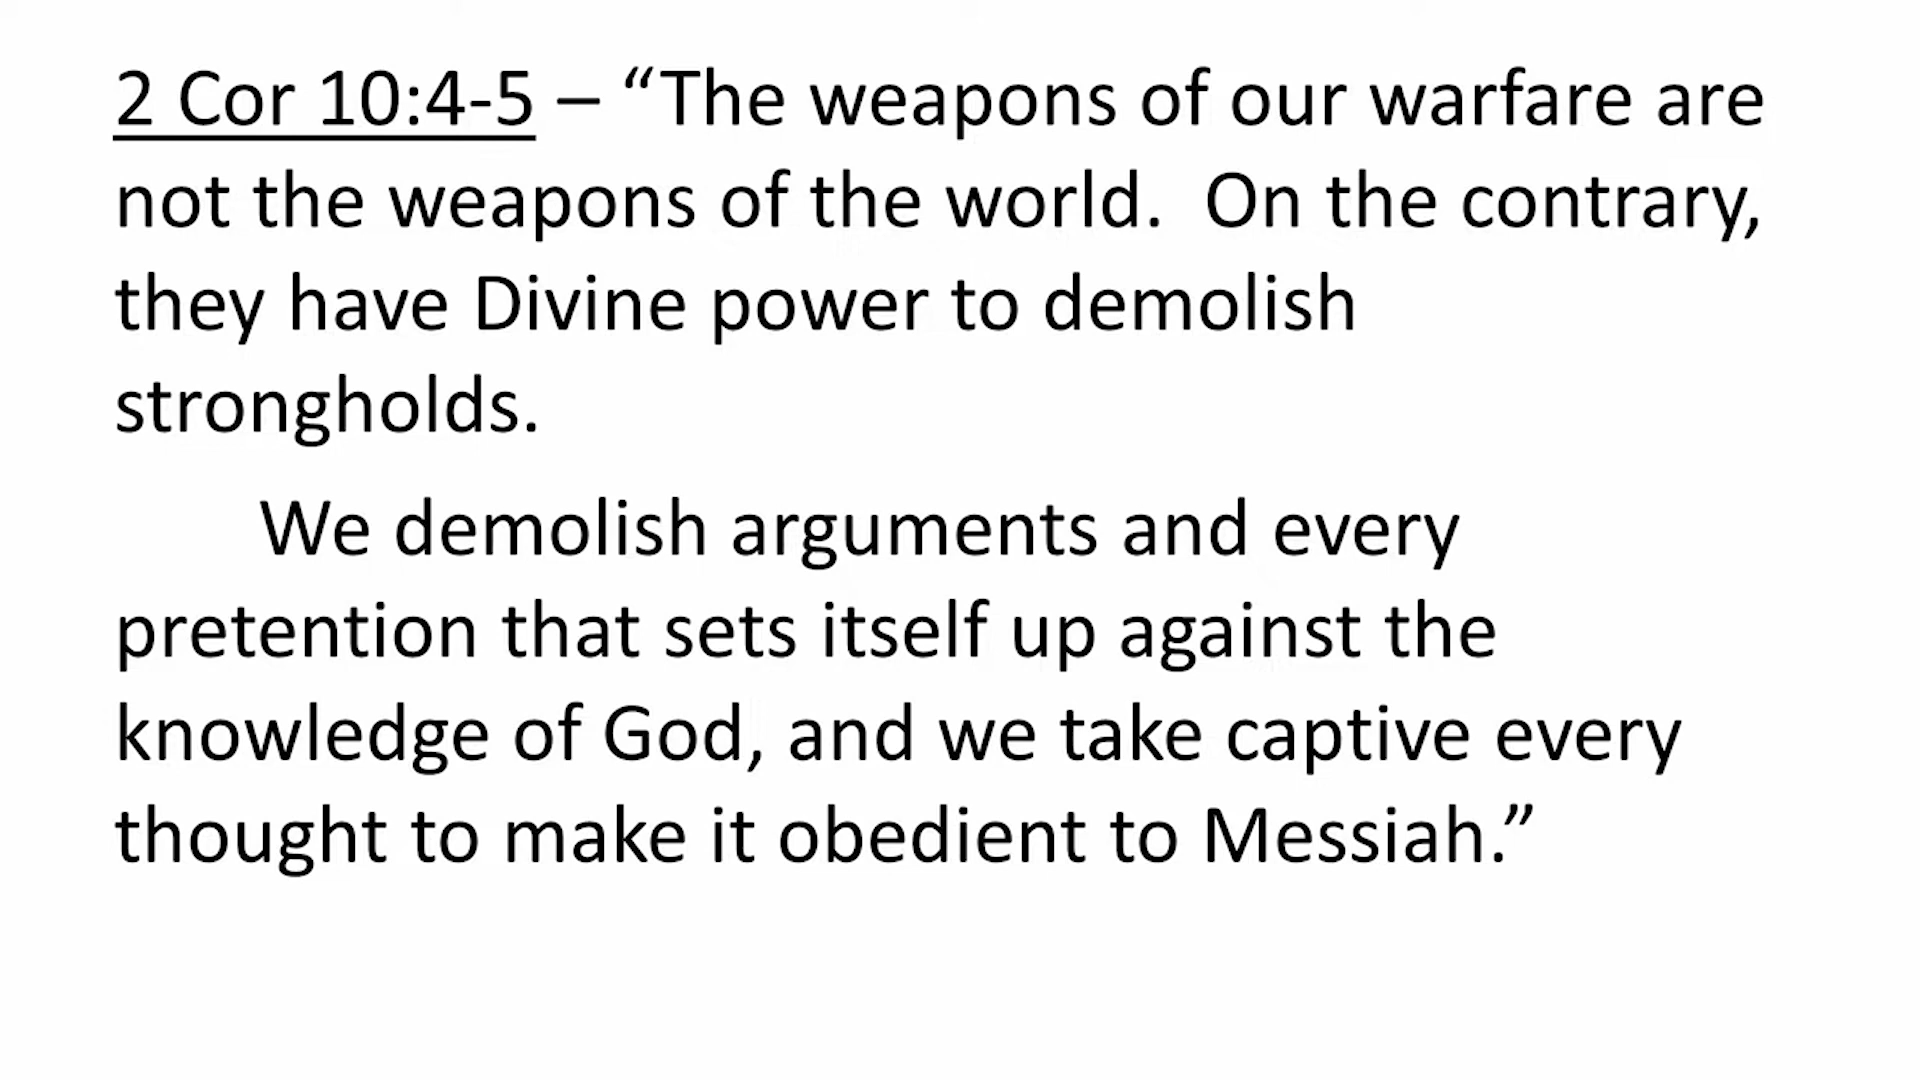 2 Cor 10:4-5 – “The weapons of our warfare are
not the weapons of the world.  On the contrary,
they have Divine power to demolish
strongholds.
We demolish arguments and every
pretention that sets itself up against the
knowledge of God, and we take captive every
thought to make it obedient to Messiah.”